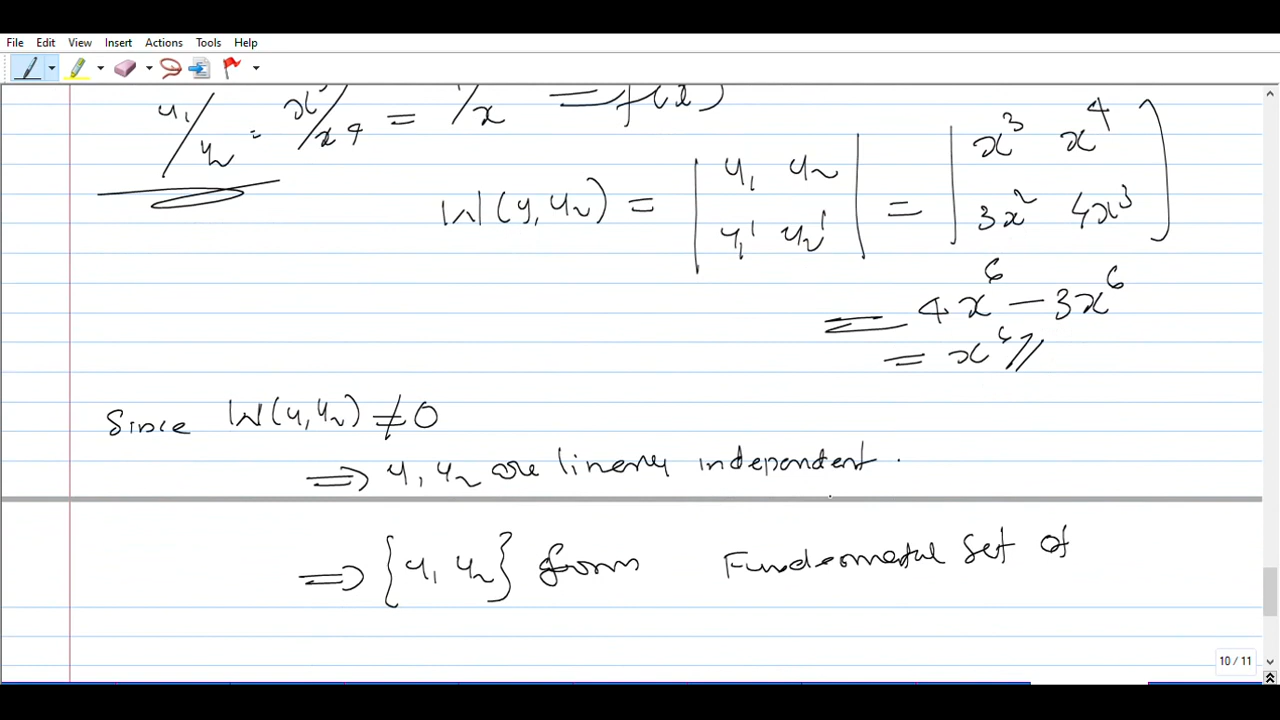 File Edit View Insert Actions Tools Help
y₁/y₂ = x³/x⁴ = 1/x = f(x)
W(y₁, y₂) = | y₁ y₂ | = | x³ x⁴ |
| y₁' y₂' | | 3x² 4x³ |
= 4x⁶ - 3x⁶
= x⁶ //
Since W(y₁, y₂) ≠ 0
⇒ y₁, y₂ are linerly independent.
⇒ {y₁, y₂} form Fundamental Set of
10 / 11